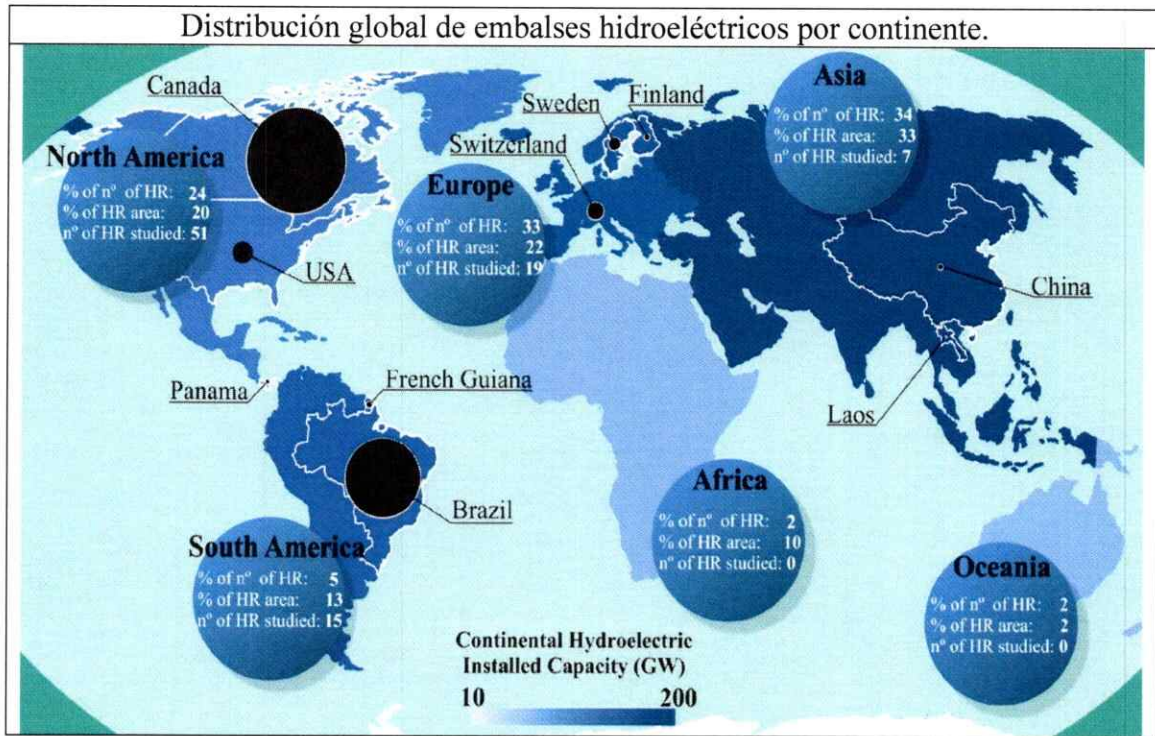 Distribución global de embalses hidroeléctricos por continente.
Canada
North America
% of nº of HR: 24
% of HR area: 20
nº of HR studied: 51
USA
Panama
Sweden
Finland
Switzerland
Europe
% of nº of HR: 33
% of HR area: 22
nº of HR studied: 19
Asia
% of nº of HR: 34
% of HR area: 33
nº of HR studied: 7
China
Laos
French Guiana
Brazil
South America
% of nº of HR: 5
% of HR area: 13
nº of HR studied: 15
Africa
% of nº of HR: 2
% of HR area: 10
nº of HR studied: 0
Oceania
% of nº of HR: 2
% of HR area: 2
nº of HR studied: 0
Continental Hydroelectric
Installed Capacity (GW)
10 200